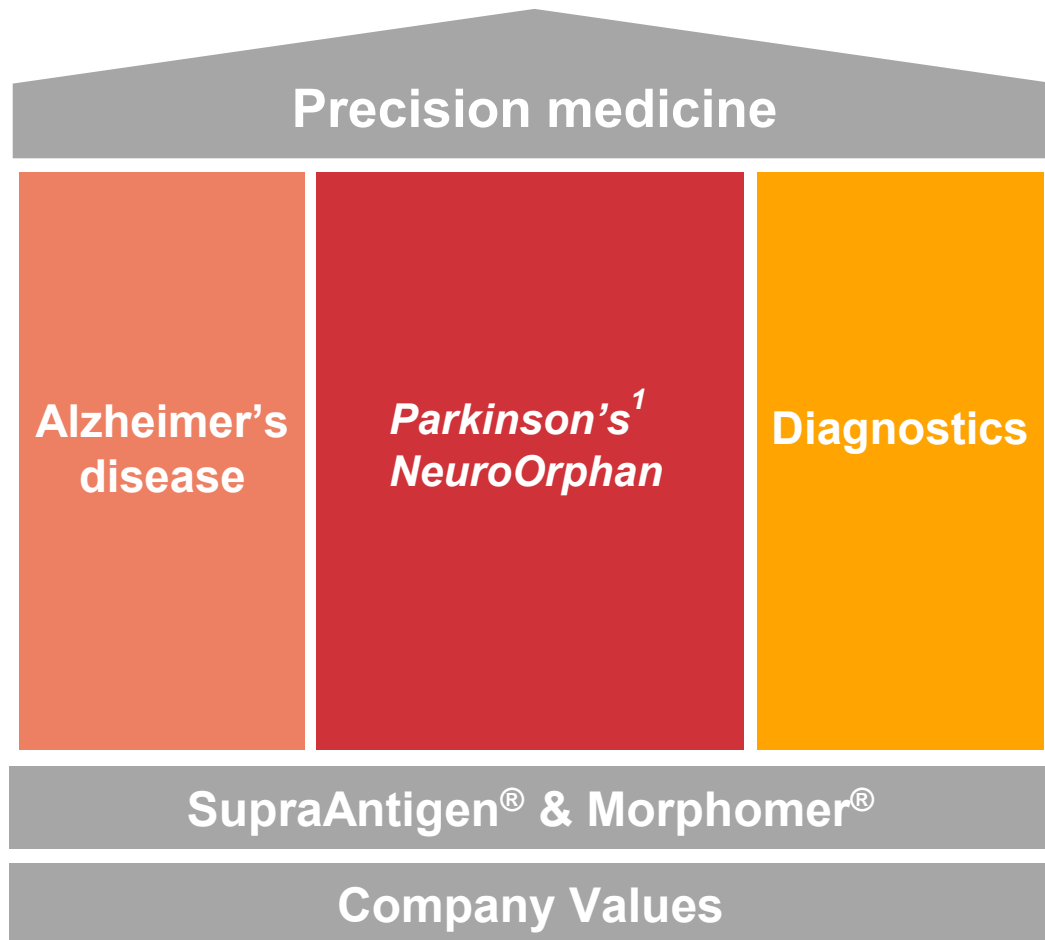 Precision medicine
Alzheimer’s
disease
Parkinson’s¹
NeuroOrphan
Diagnostics
SupraAntigen® & Morphomer®
Company Values